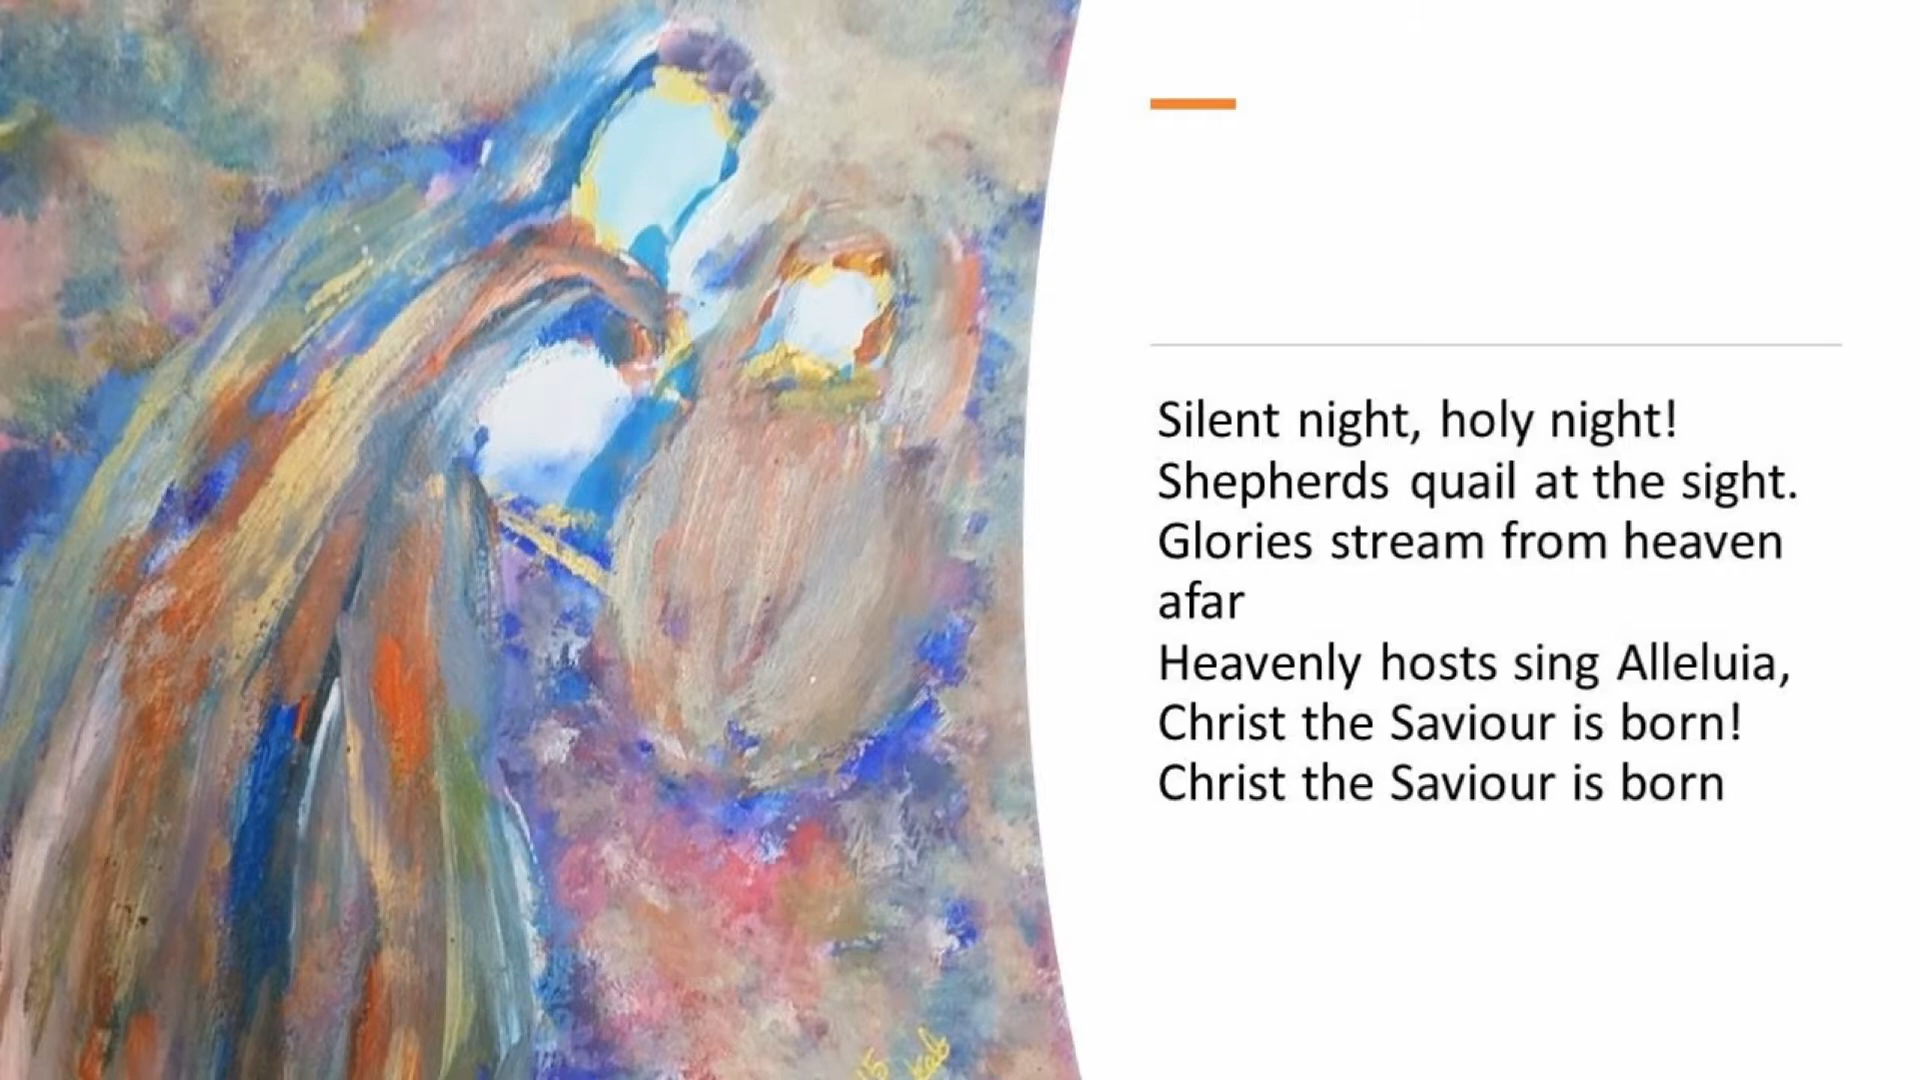 Silent night, holy night!
Shepherds quail at the sight.
Glories stream from heaven
afar
Heavenly hosts sing Alleluia,
Christ the Saviour is born!
Christ the Saviour is born